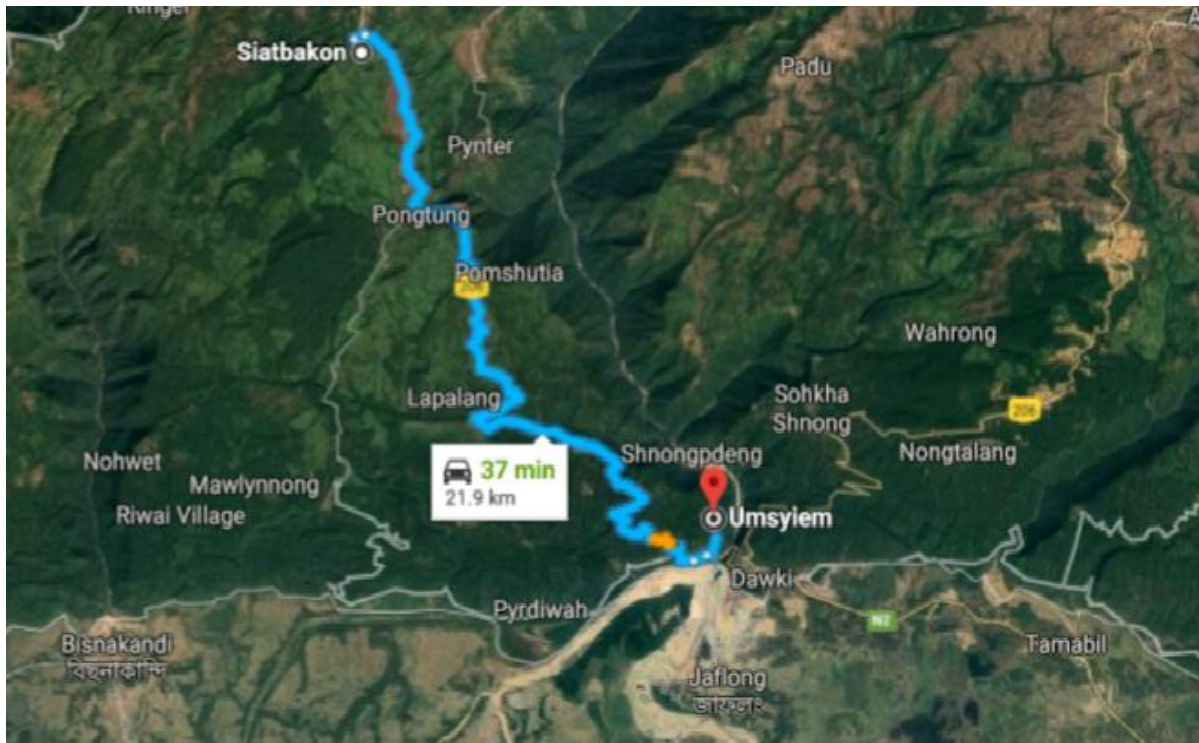 Siatbakon
Padu
Pynter
Pongtung
Pomshutia
206
Wahrong
Lapalang
Sohkha
Shnong
206
Shnongpdeng
Nongtalang
37 min
21.9 km
Nohwet
Mawlynnong
Riwai Village
Umsyiem
Dawki
Pyrdiwah
N2
Bisnakandi
বিছনাকান্দি
Tamabil
Jaflong
জাফলং